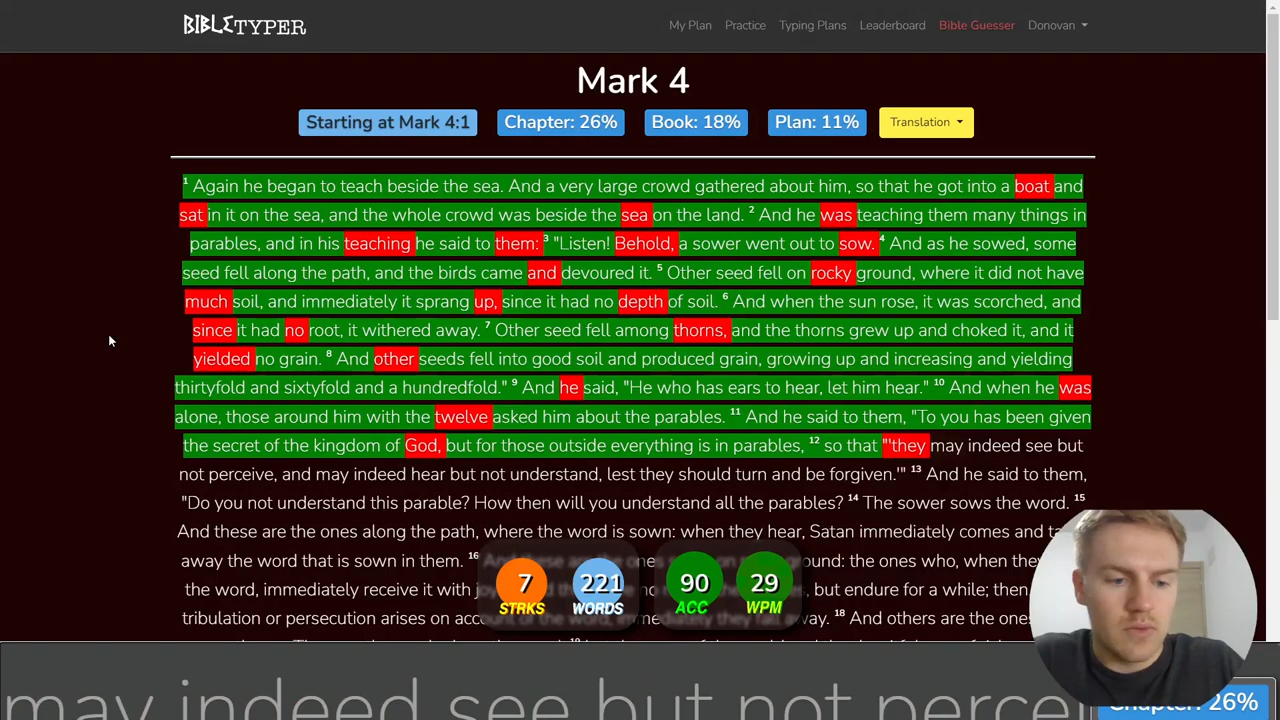 BIBLETYPER
My Plan Practice Typing Plans Leaderboard Bible Guesser Donovan
Mark 4
Starting at Mark 4:1 Chapter: 26% Book: 18% Plan: 11% Translation
1 Again he began to teach beside the sea. And a very large crowd gathered about him, so that he got into a boat and
sat in it on the sea, and the whole crowd was beside the sea on the land. 2 And he was teaching them many things in
parables, and in his teaching he said to them: 3 "Listen! Behold, a sower went out to sow. 4 And as he sowed, some
seed fell along the path, and the birds came and devoured it. 5 Other seed fell on rocky ground, where it did not have
much soil, and immediately it sprang up, since it had no depth of soil. 6 And when the sun rose, it was scorched, and
since it had no root, it withered away. 7 Other seed fell among thorns, and the thorns grew up and choked it, and it
yielded no grain. 8 And other seeds fell into good soil and produced grain, growing up and increasing and yielding
thirtyfold and sixtyfold and a hundredfold." 9 And he said, "He who has ears to hear, let him hear." 10 And when he was
alone, those around him with the twelve asked him about the parables. 11 And he said to them, "To you has been given
the secret of the kingdom of God, but for those outside everything is in parables, 12 so that "'they may indeed see but
not perceive, and may indeed hear but not understand, lest they should turn and be forgiven.'" 13 And he said to them,
"Do you not understand this parable? How then will you understand all the parables? 14 The sower sows the word. 15
And these are the ones along the path, where the word is sown: when they hear, Satan immediately comes and
away the word that is sown in them. 16 ones who, when
the word, immediately receive it with but endure for a while; then
tribulation or persecution arises on 18 And others are the
7 221 90 29
STRKS WORDS ACC WPM
may indeed see but not
Chapter: 26%